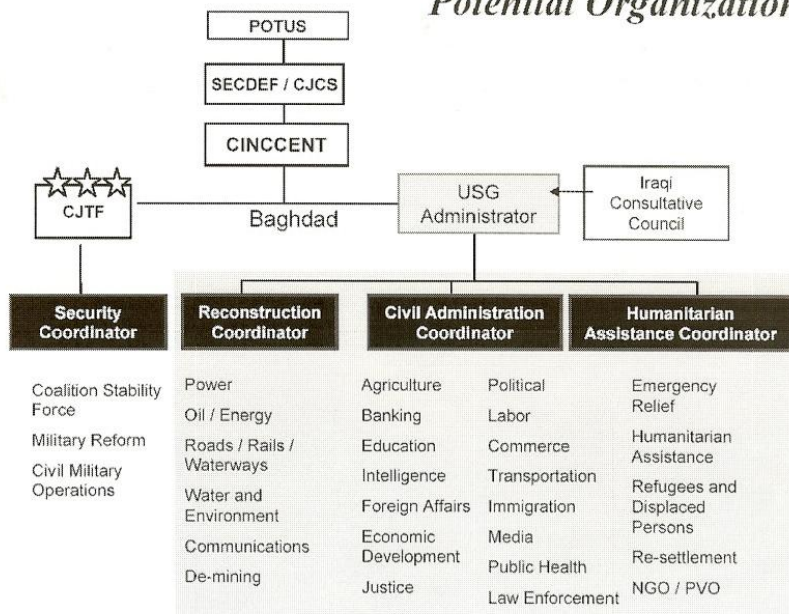 Potential Organization
POTUS
SECDEF / CJCS
CINCCENT
CJTF
Baghdad
USG
Administrator
Iraqi
Consultative
Council
Security
Coordinator
Coalition Stability
Force
Military Reform
Civil Military
Operations
Reconstruction
Coordinator
Power
Oil / Energy
Roads / Rails /
Waterways
Water and
Environment
Communications
De-mining
Civil Administration
Coordinator
Agriculture
Banking
Education
Intelligence
Foreign Affairs
Economic
Development
Justice
Political
Labor
Commerce
Transportation
Immigration
Media
Public Health
Law Enforcement
Humanitarian
Assistance Coordinator
Emergency
Relief
Humanitarian
Assistance
Refugees and
Displaced
Persons
Re-settlement
NGO / PVO